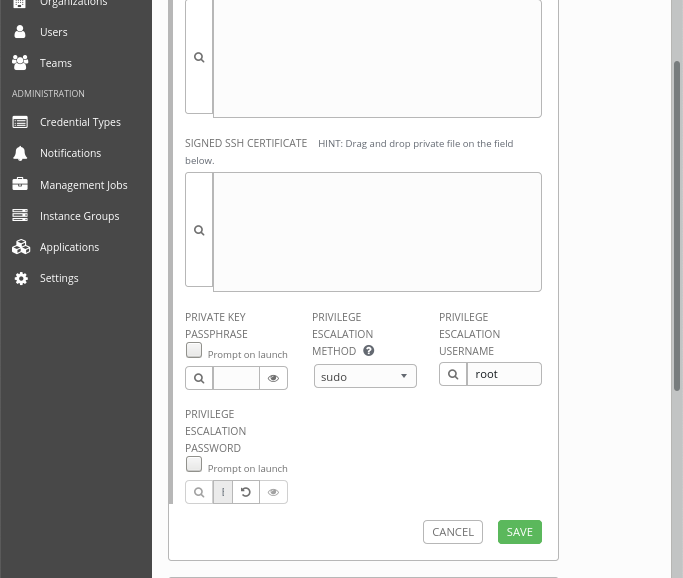 Organizations
Users
Teams
ADMINISTRATION
Credential Types
Notifications
Management Jobs
Instance Groups
Applications
Settings
SIGNED SSH CERTIFICATE HINT: Drag and drop private file on the field
below.
PRIVATE KEY
PASSPHRASE
Prompt on launch
PRIVILEGE
ESCALATION
METHOD
sudo
PRIVILEGE
ESCALATION
USERNAME
root
PRIVILEGE
ESCALATION
PASSWORD
Prompt on launch
CANCEL SAVE